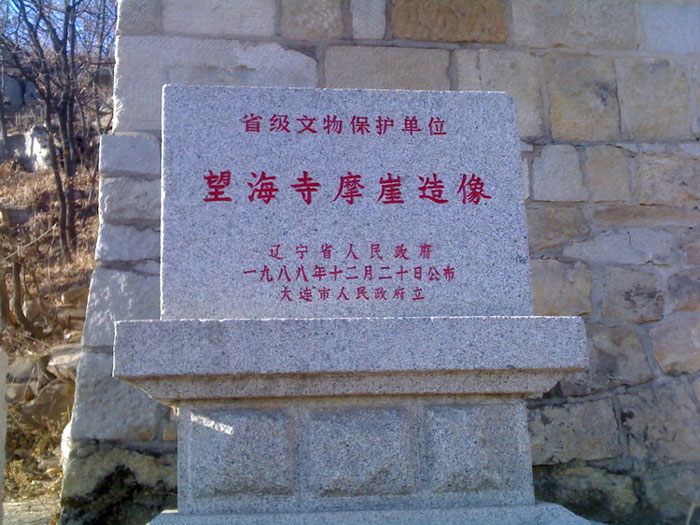 省级文物保护单位
望海寺摩崖造像
辽宁省人民政府
一九八八年十二月二十日公布
大连市人民政府立